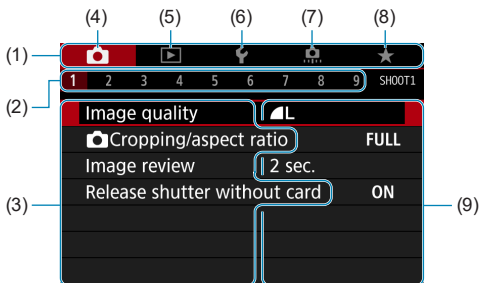 (4) (5) (6) (7) (8)
(1)
(2) 1 2 3 4 5 6 7 8 9 SHOOT1
Image quality L
Cropping/aspect ratio FULL
Image review 2 sec.
(3) Release shutter without card ON (9)